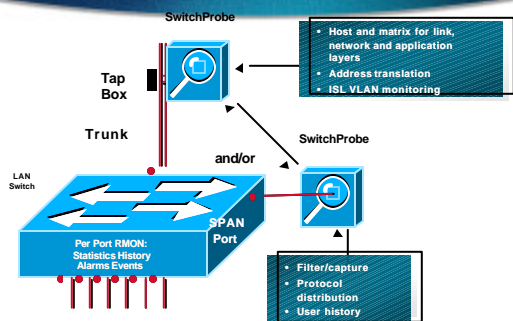 SwitchProbe
• Host and matrix for link,
network and application
layers
• Address translation
• ISL VLAN monitoring
Tap
Box
Trunk
SwitchProbe
and/or
LAN
Switch
SPAN
Port
Per Port RMON:
Statistics History
Alarms Events
• Filter/capture
• Protocol
distribution
• User history